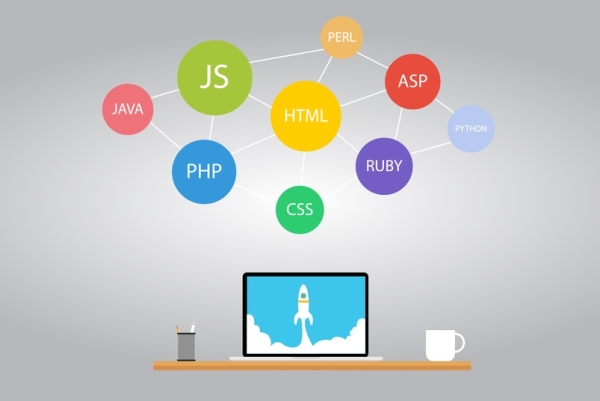 PERL
JS
ASP
JAVA
HTML
PYTHON
PHP
RUBY
CSS